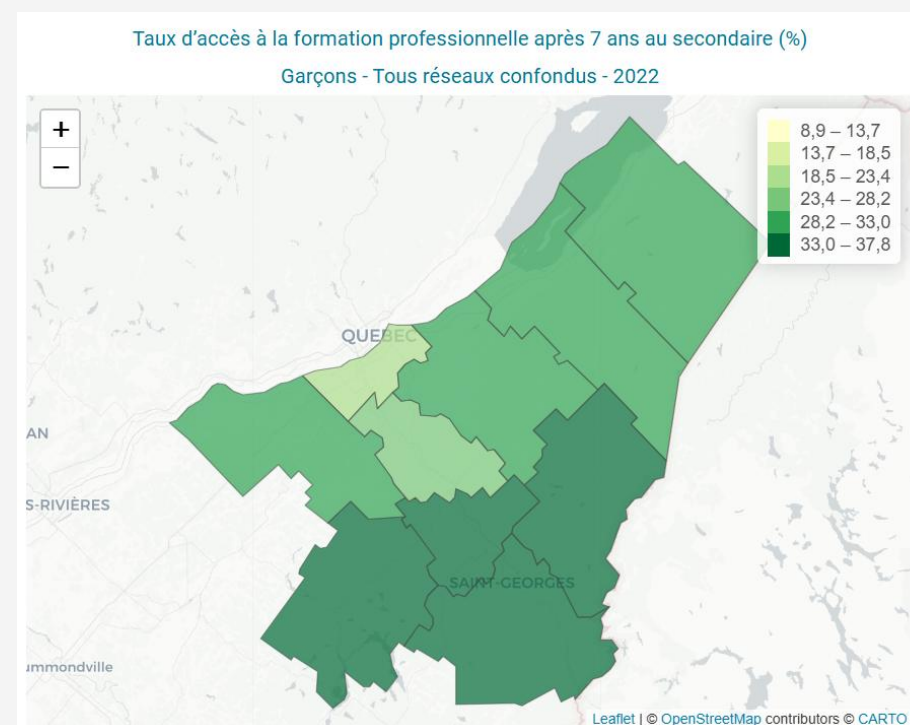 Taux d’accès à la formation professionnelle après 7 ans au secondaire (%)
Garçons - Tous réseaux confondus - 2022
+
−
8,9 – 13,7
13,7 – 18,5
18,5 – 23,4
23,4 – 28,2
28,2 – 33,0
33,0 – 37,8
QUEBEC
AN
S-RIVIÈRES
SAINT-GEORGES
ummondville
Leaflet | © OpenStreetMap contributors © CARTO